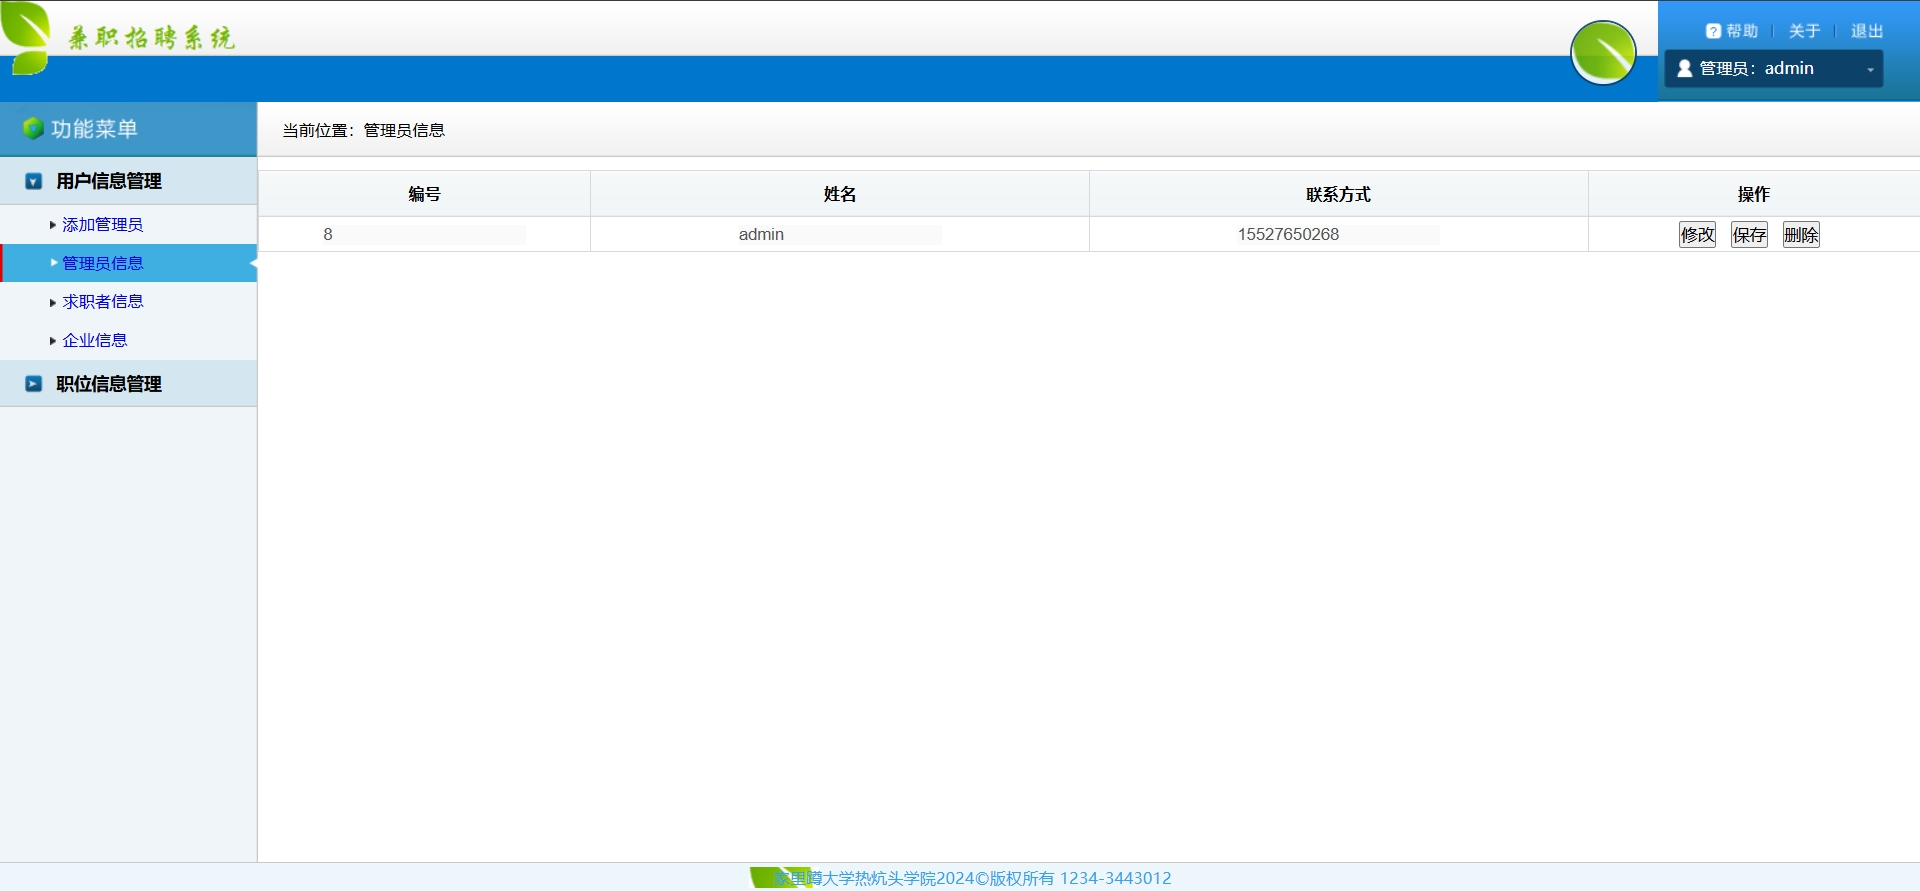 兼职招聘系统
帮助 关于 退出
管理员：admin
功能菜单
当前位置：管理员信息
用户信息管理
添加管理员
管理员信息
求职者信息
企业信息
职位信息管理
编号 姓名 联系方式 操作
8 admin 15527650268 修改 保存 删除
家里蹲大学热炕头学院2024©版权所有 1234-3443012